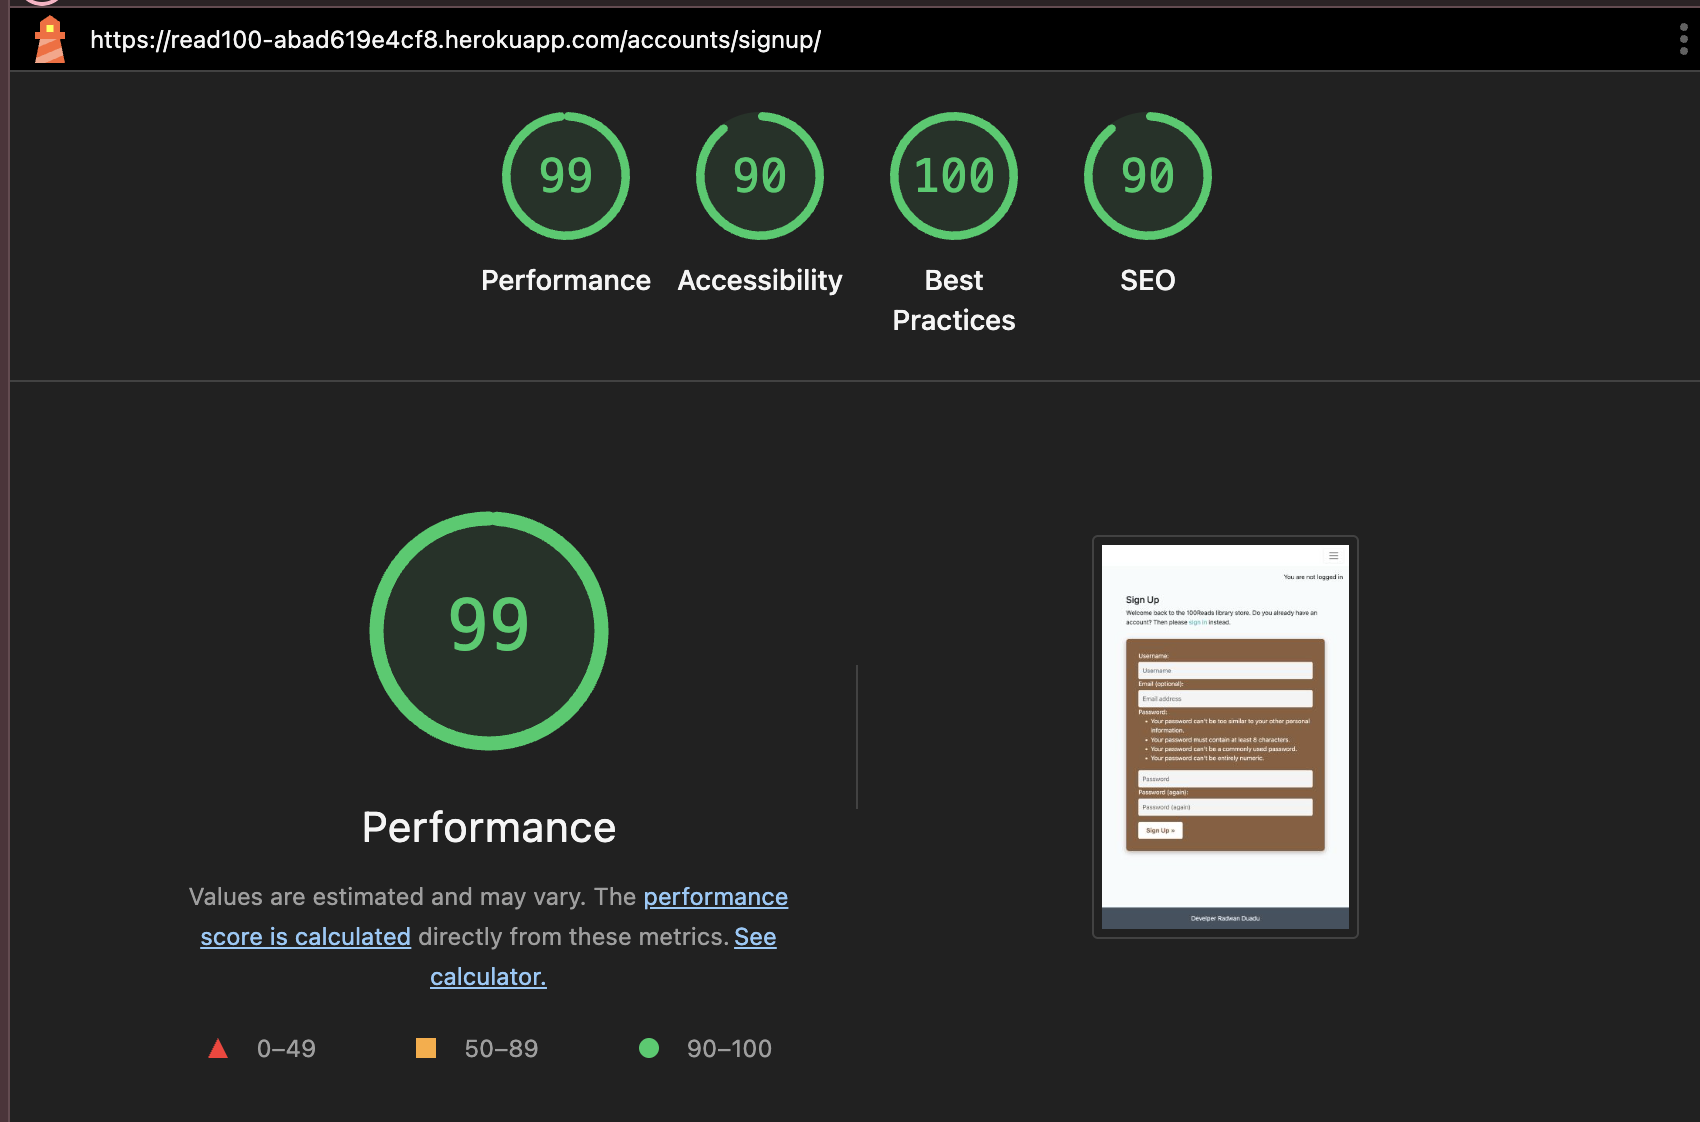 https://read100-abad619e4cf8.herokuapp.com/accounts/signup/
99
90
100
90
Performance
Accessibility
Best
Practices
SEO
99
Performance
Values are estimated and may vary. The performance
score is calculated directly from these metrics. See
calculator.
0–49
50–89
90–100
You are not logged in
Sign Up
Welcome back to the 100Reads library store. Do you already have an
account? Then please sign in instead.
Username:
Username
Email (optional):
Email address
Password:
• Your password can't be too similar to your other personal
information.
• Your password must contain at least 8 characters.
• Your password can't be a commonly used password.
• Your password can't be entirely numeric.
Password
Password (again):
Password (again)
Sign Up »
Develper Radwan Duadu